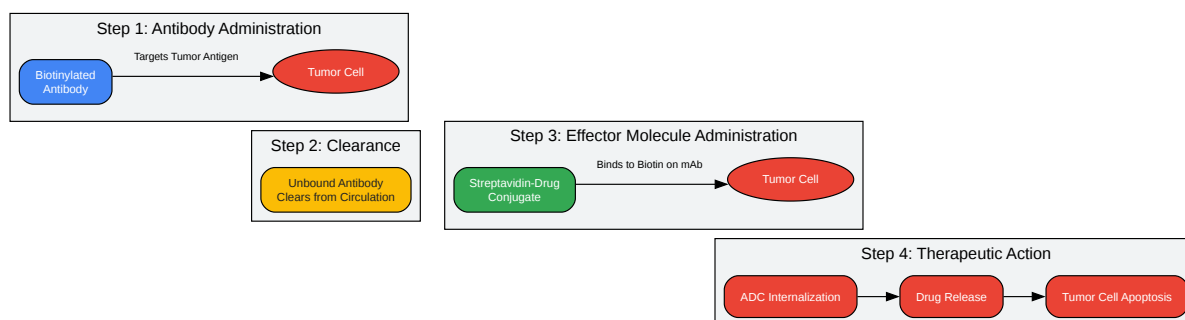 Step 1: Antibody Administration
Biotinylated
Antibody
Targets Tumor Antigen
Tumor Cell
Step 2: Clearance
Unbound Antibody
Clears from Circulation
Step 3: Effector Molecule Administration
Streptavidin-Drug
Conjugate
Binds to Biotin on mAb
Tumor Cell
Step 4: Therapeutic Action
ADC Internalization
Drug Release
Tumor Cell Apoptosis